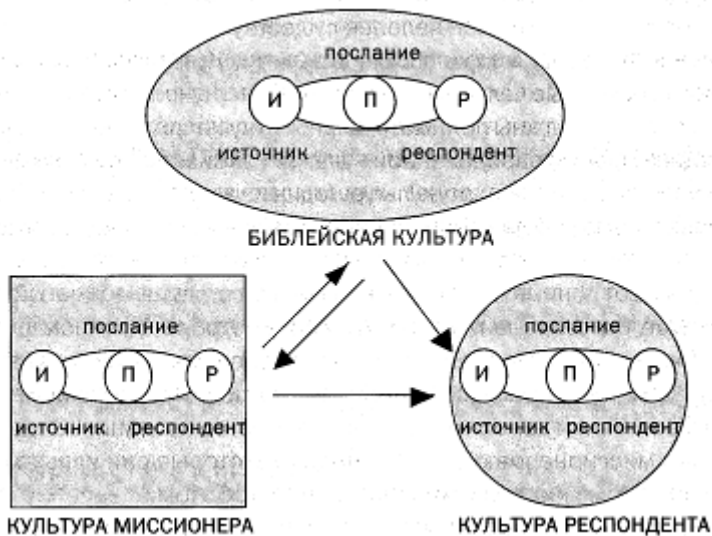 послание
И П Р
источник респондент
БИБЛЕЙСКАЯ КУЛЬТУРА
послание
И П Р
источник респондент
КУЛЬТУРА МИССИОНЕРА
послание
И П Р
источник респондент
КУЛЬТУРА РЕСПОНДЕНТА